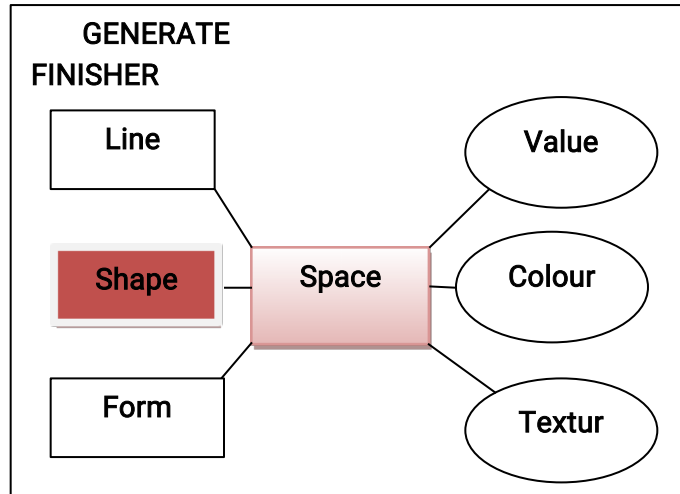 GENERATE
FINISHER
Line
Value
Shape
Space
Colour
Form
Textur